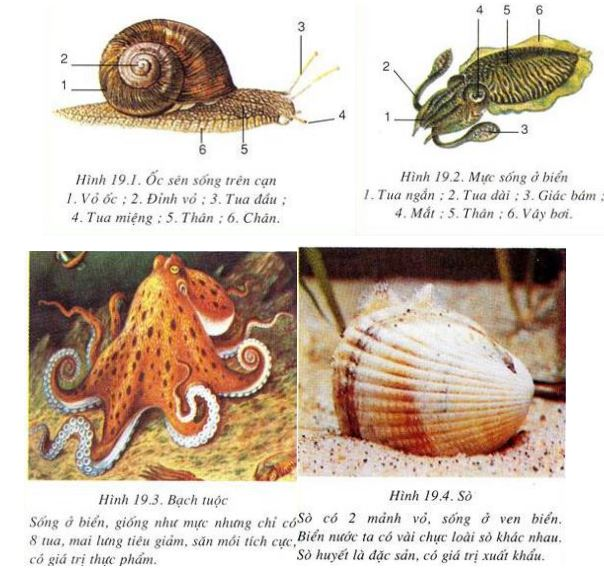 3
2
1
4
5
6
Hình 19.1. Ốc sên sống trên cạn
1. Vỏ ốc ; 2. Đỉnh vỏ ; 3. Tua đầu ;
4. Tua miệng ; 5. Thân ; 6. Chân.
4 5 6
2
1
3
Hình 19.2. Mực sống ở biển
1. Tua ngắn ; 2. Tua dài ; 3. Giác bám ;
4. Mắt ; 5. Thân ; 6. Vây bơi.
Hình 19.3. Bạch tuộc
Sống ở biển, giống như mực nhưng chỉ có
8 tua, mai lưng tiêu giảm, săn mồi tích cực,
có giá trị thực phẩm.
Hình 19.4. Sò
Sò có 2 mảnh vỏ, sống ở ven biển.
Biển nước ta có vài chục loài sò khác nhau.
Sò huyết là đặc sản, có giá trị xuất khẩu.